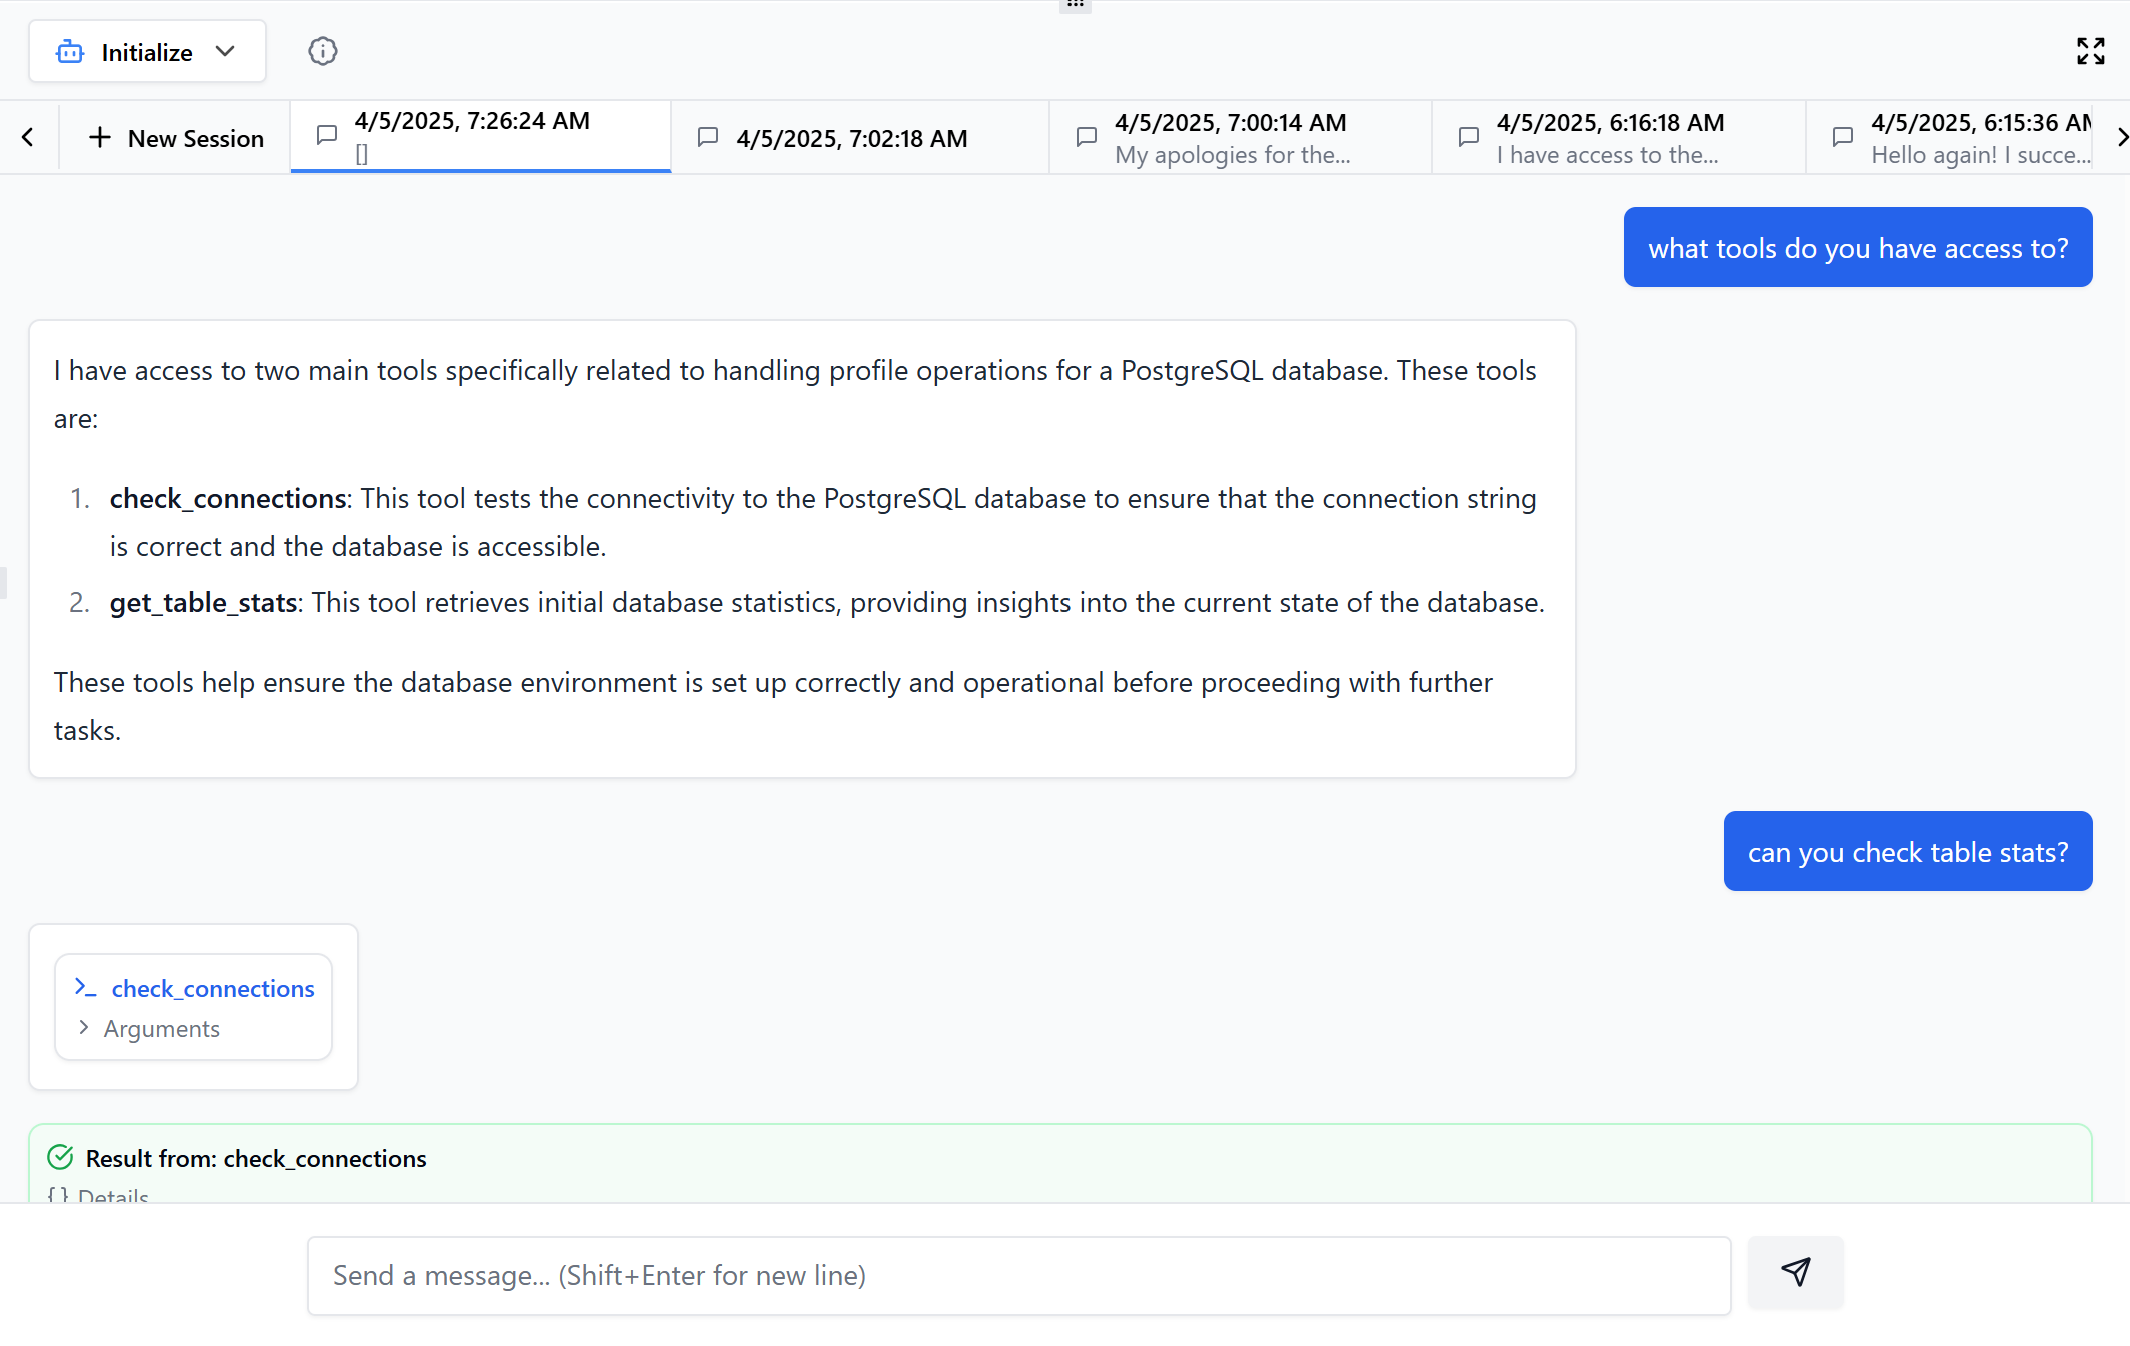 Initialize
New Session
4/5/2025, 7:26:24 AM
[]
4/5/2025, 7:02:18 AM
4/5/2025, 7:00:14 AM
My apologies for the...
4/5/2025, 6:16:18 AM
I have access to the...
4/5/2025, 6:15:36 AM
Hello again! I succe...
what tools do you have access to?
I have access to two main tools specifically related to handling profile operations for a PostgreSQL database. These tools
are:
1. check_connections: This tool tests the connectivity to the PostgreSQL database to ensure that the connection string
is correct and the database is accessible.
2. get_table_stats: This tool retrieves initial database statistics, providing insights into the current state of the database.
These tools help ensure the database environment is set up correctly and operational before proceeding with further
tasks.
can you check table stats?
check_connections
Arguments
Result from: check_connections
{} Details
Send a message... (Shift+Enter for new line)